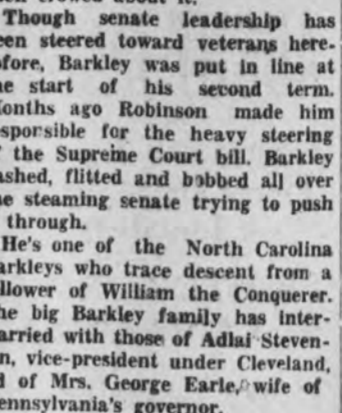 Though senate leadership has
een steered toward veterans here-
ofore, Barkley was put in line at
he start of his second term.
onths ago Robinson made him
sporsible for the heavy steering
f the Supreme Court bill. Barkley
ashed, flitted and bobbed all over
he steaming senate trying to push
through.
He's one of the North Carolina
arkleys who trace descent from a
llower of William the Conquerer.
he big Barkley family has inter-
arried with those of Adlai Steven-
n, vice-president under Cleveland,
d of Mrs. George Earle, wife of
ennsylvania's governor.